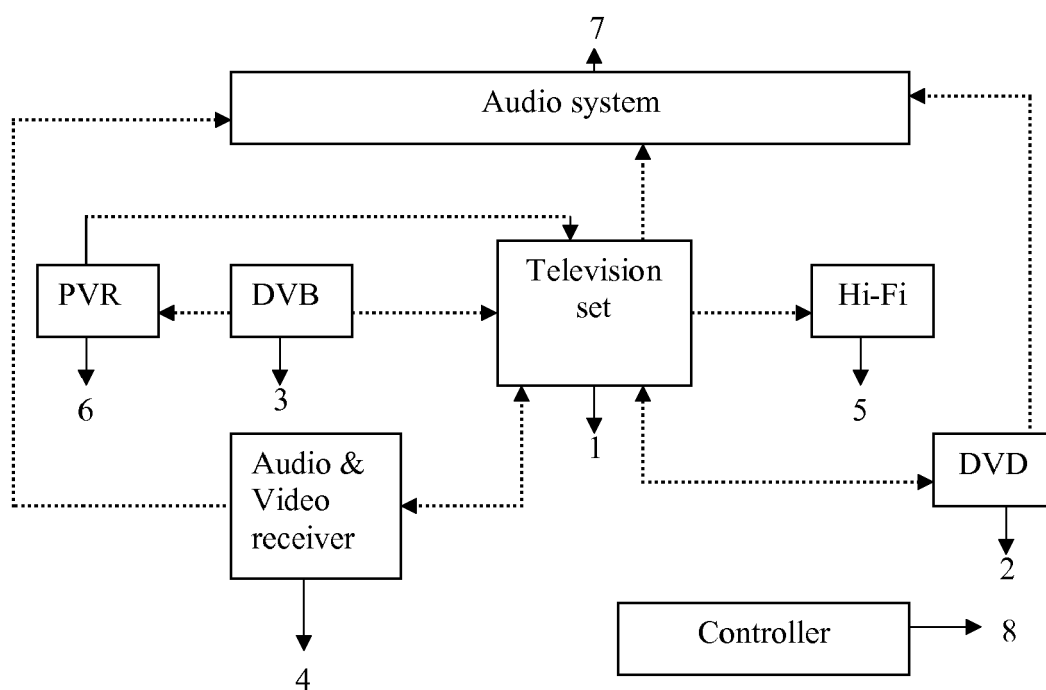 7
Audio system
PVR
DVB
Television
set
Hi-Fi
6
3
1
5
Audio &
Video
receiver
DVD
2
4
Controller
8